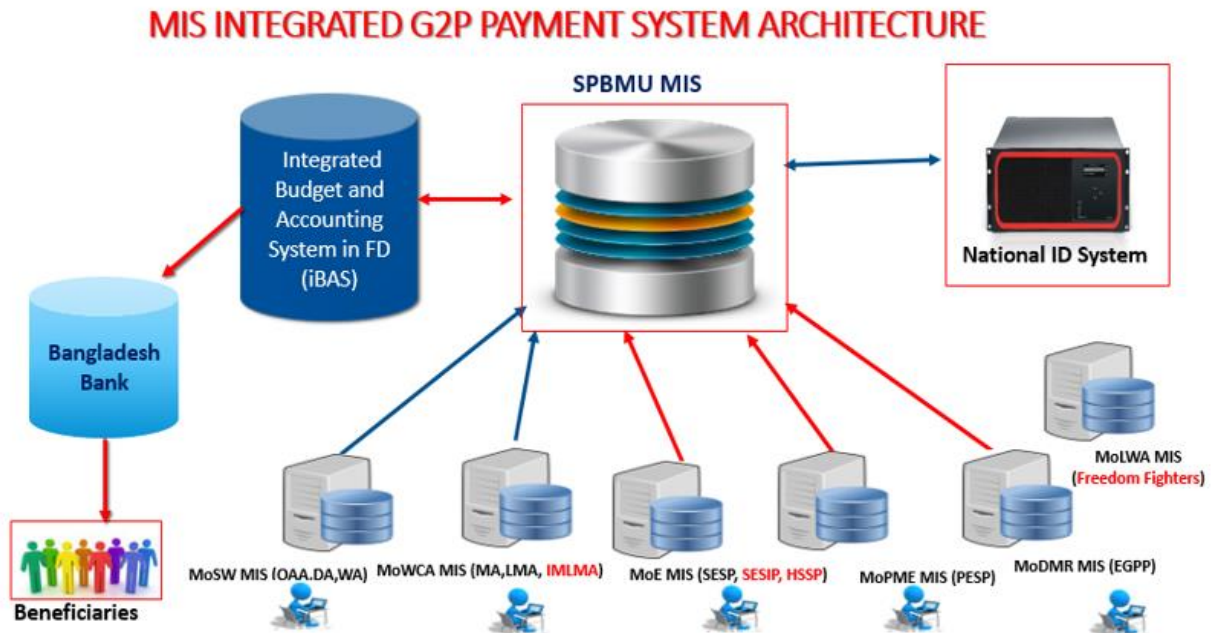 MIS INTEGRATED G2P PAYMENT SYSTEM ARCHITECTURE
SPBMU MIS
Integrated
Budget and
Accounting
System in FD
(iBAS)
National ID System
Bangladesh
Bank
MoLWA MIS
(Freedom Fighters)
MoSW MIS (OAA.DA,WA)
MoWCA MIS (MA,LMA, IMLMA)
MoE MIS (SESP, SESIP, HSSP)
MoPME MIS (PESP)
MoDMR MIS (EGPP)
Beneficiaries